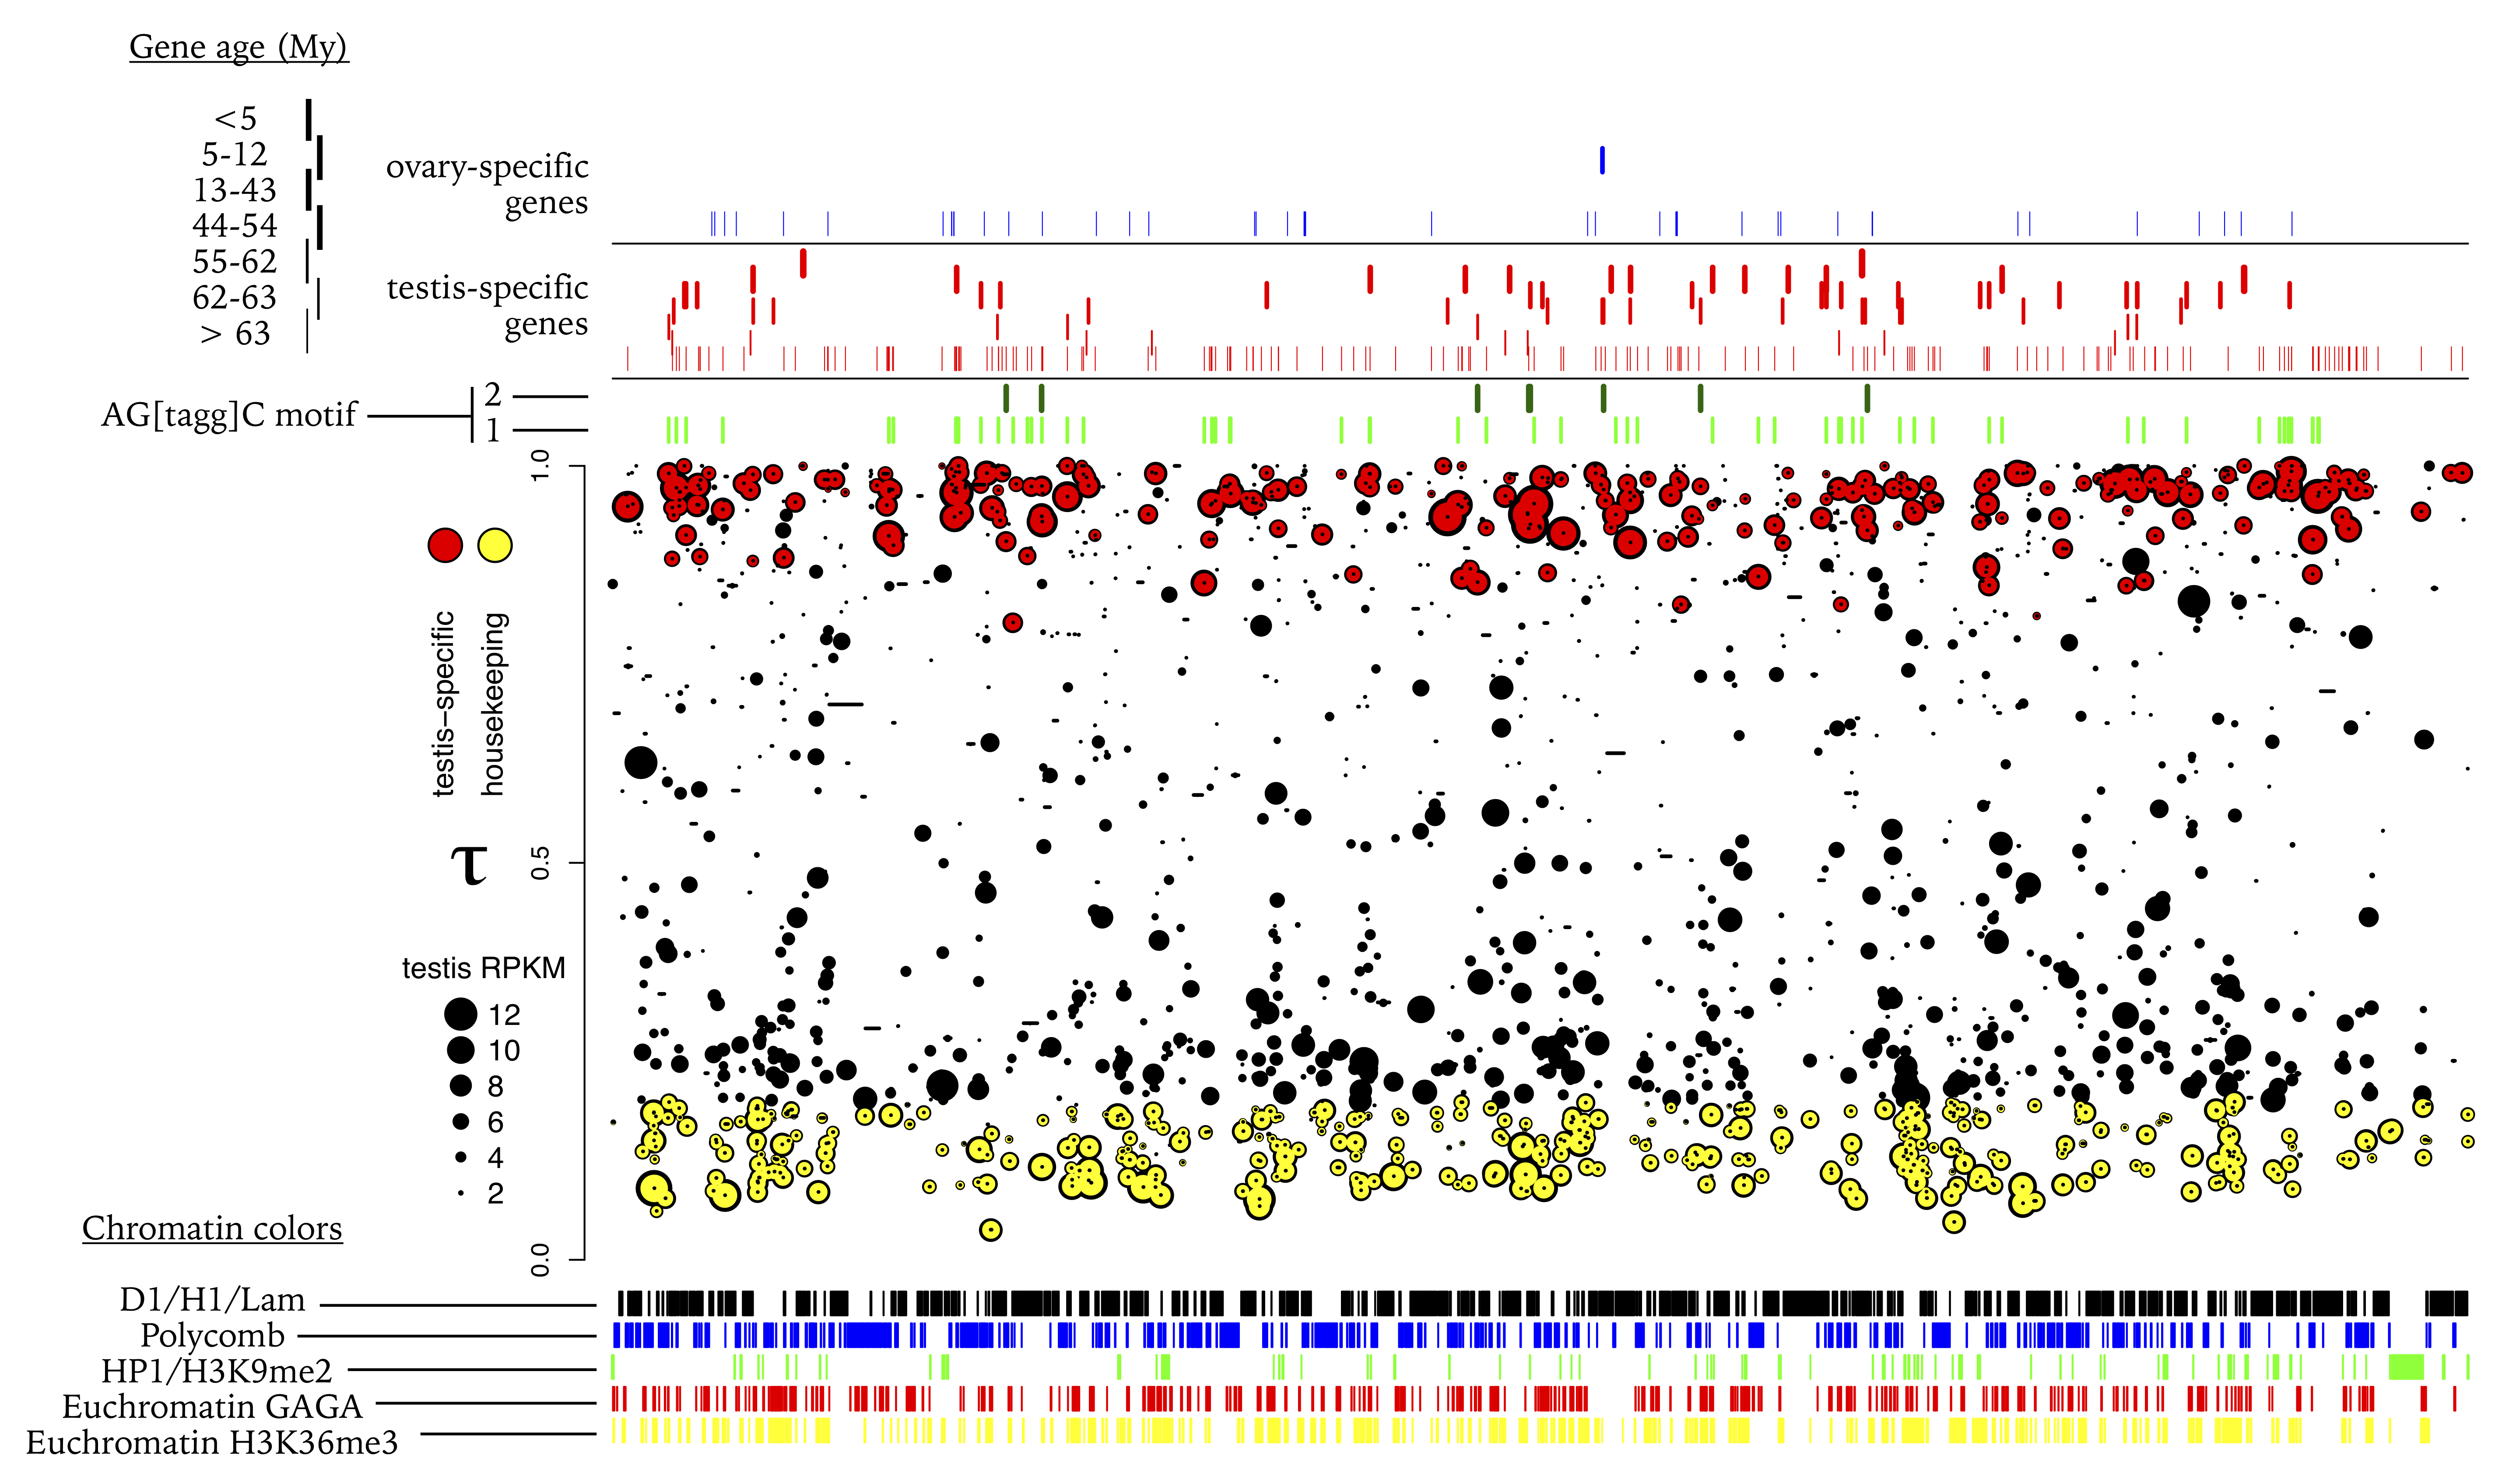 Gene age (My)
<5
5-12
13-43
44-54
55-62
62-63
> 63
ovary-specific
genes
testis-specific
genes
AG[tagg]C motif
2
1
1.0
0.5
0.0
testis-specific
housekeeping
τ
testis RPKM
12
10
8
6
4
2
Chromatin colors
D1/H1/Lam
Polycomb
HP1/H3K9me2
Euchromatin GAGA
Euchromatin H3K36me3